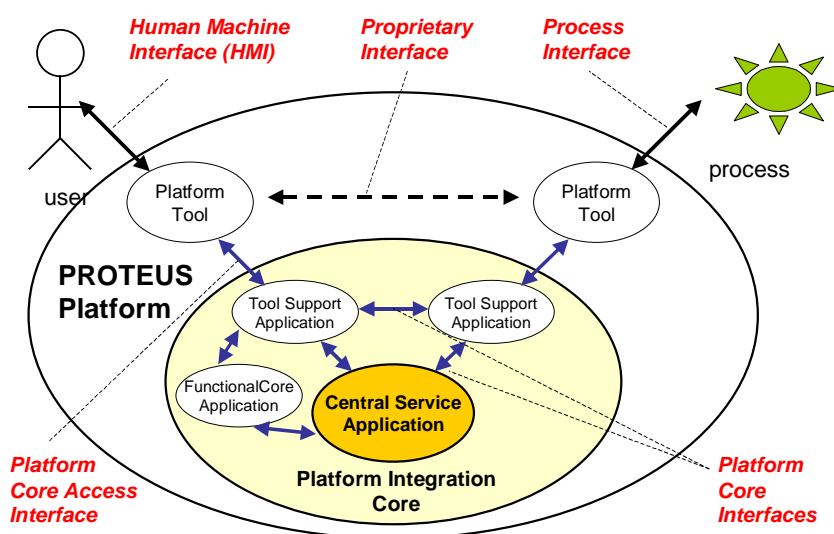 Human Machine
Interface (HMI)
Proprietary
Interface
Process
Interface
user
process
Platform
Tool
Platform
Tool
PROTEUS
Platform
Tool Support
Application
Tool Support
Application
FunctionalCore
Application
Central Service
Application
Platform Integration
Core
Platform
Core Access
Interface
Platform
Core
Interfaces